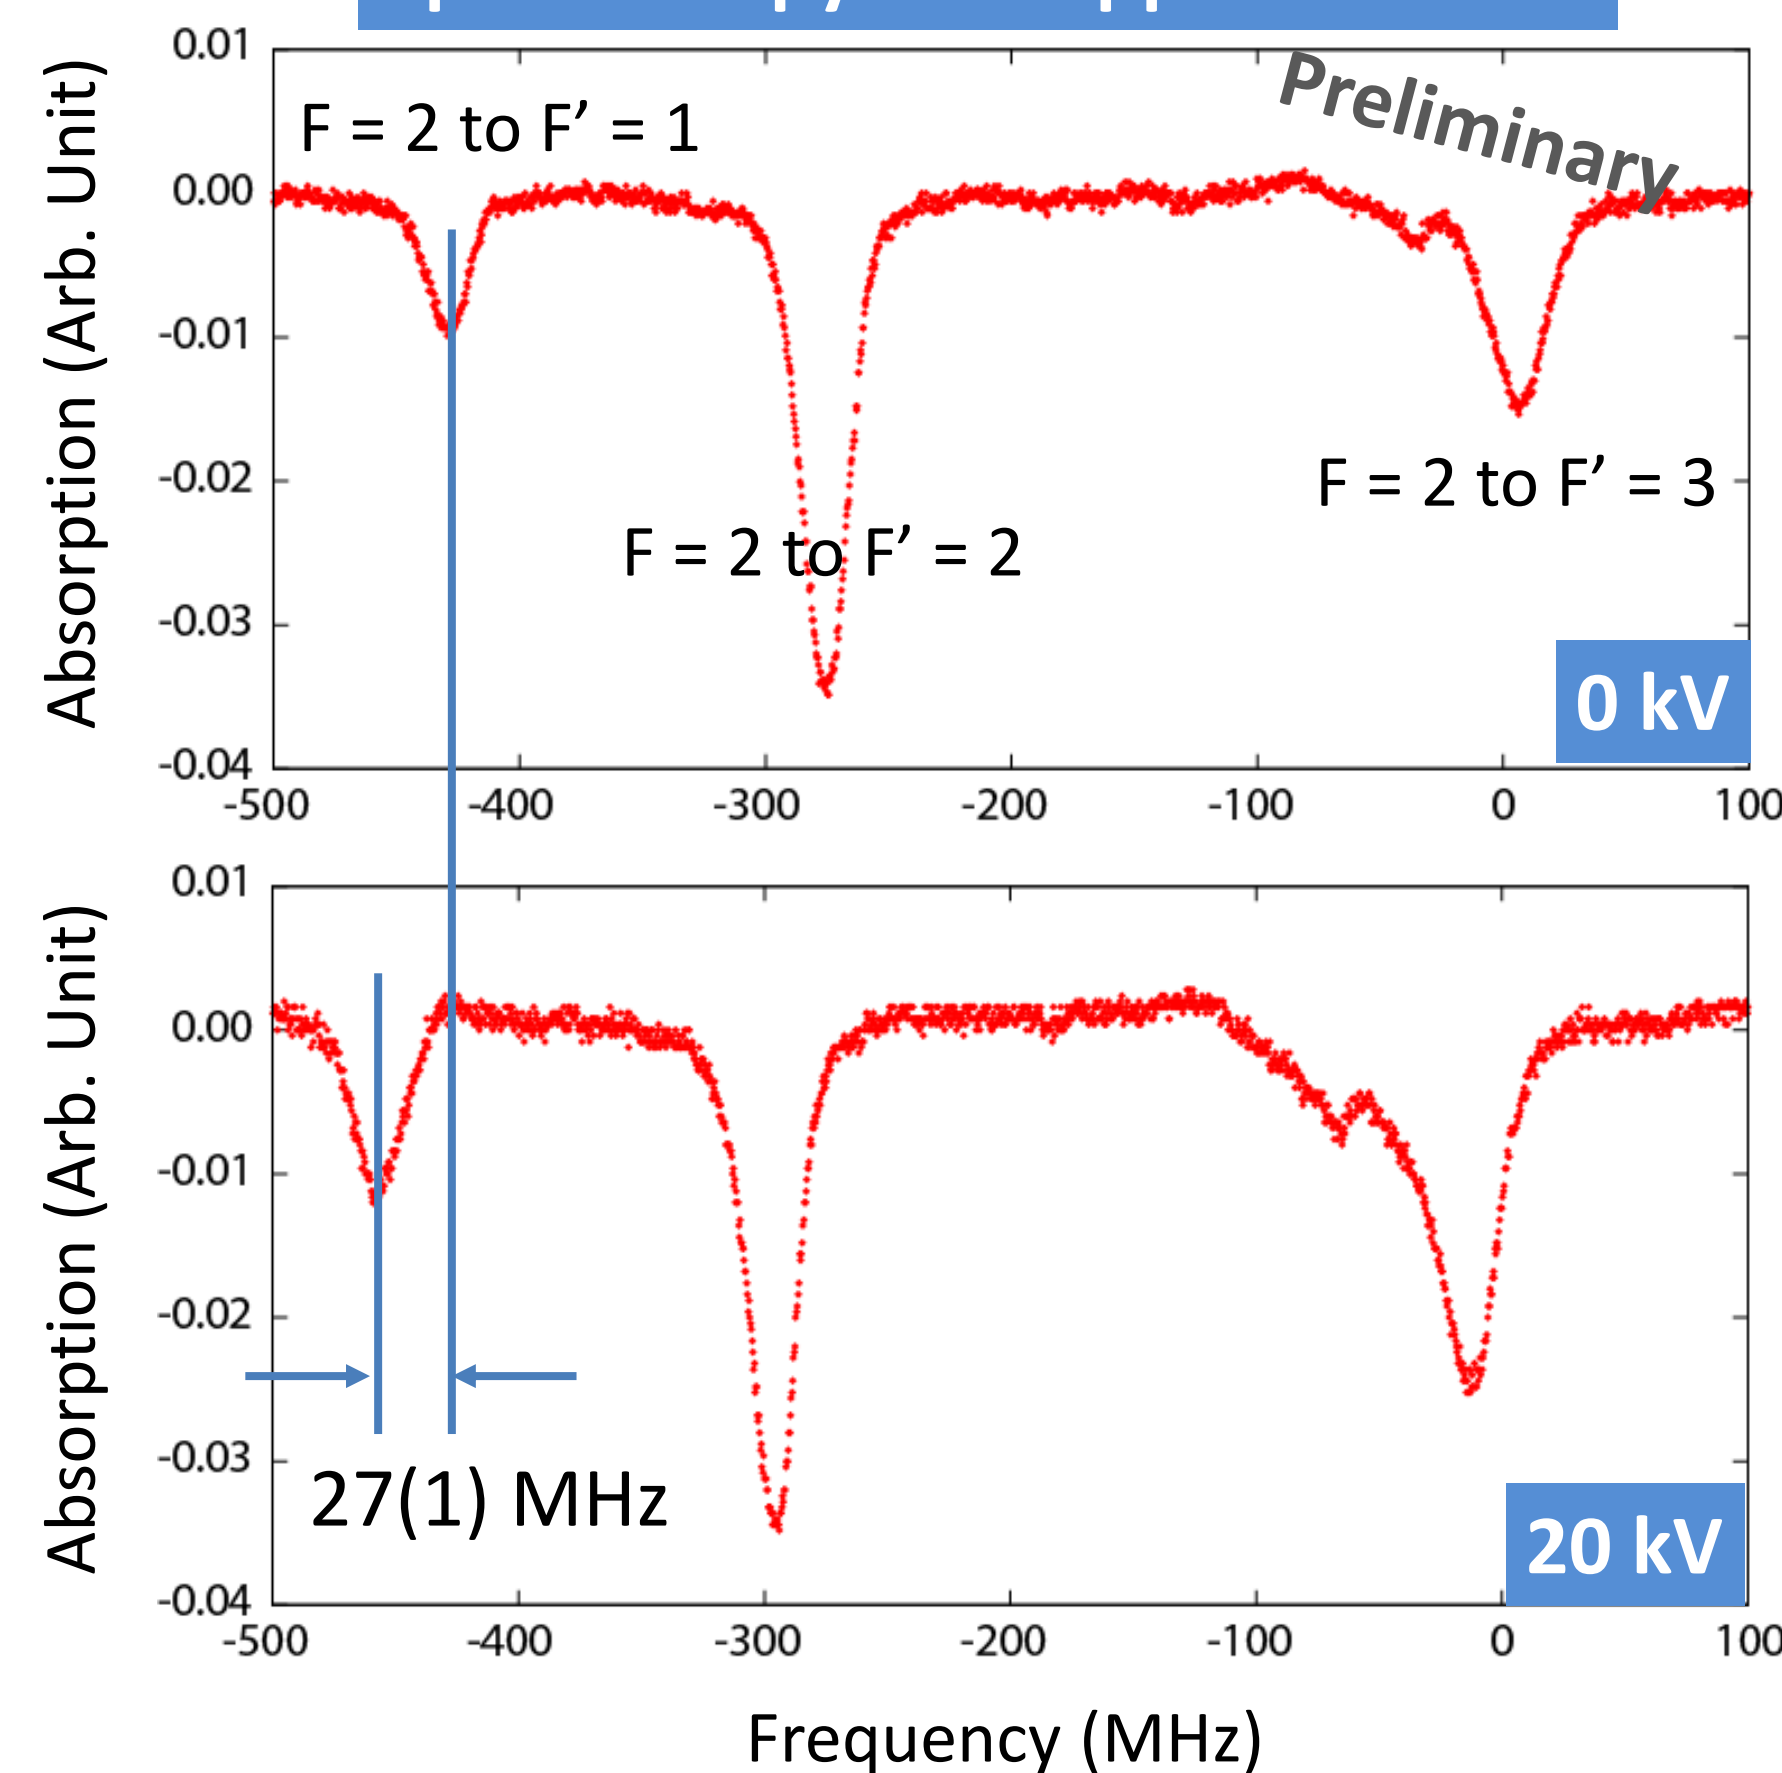 Preliminary
F = 2 to F’ = 1
F = 2 to F’ = 2
F = 2 to F’ = 3
0 kV
Absorption (Arb. Unit)
0.01
0.00
-0.01
-0.02
-0.03
-0.04
-500 -400 -300 -200 -100 0 100
Absorption (Arb. Unit)
0.01
0.00
-0.01
-0.02
-0.03
-0.04
27(1) MHz
20 kV
-500 -400 -300 -200 -100 0 100
Frequency (MHz)